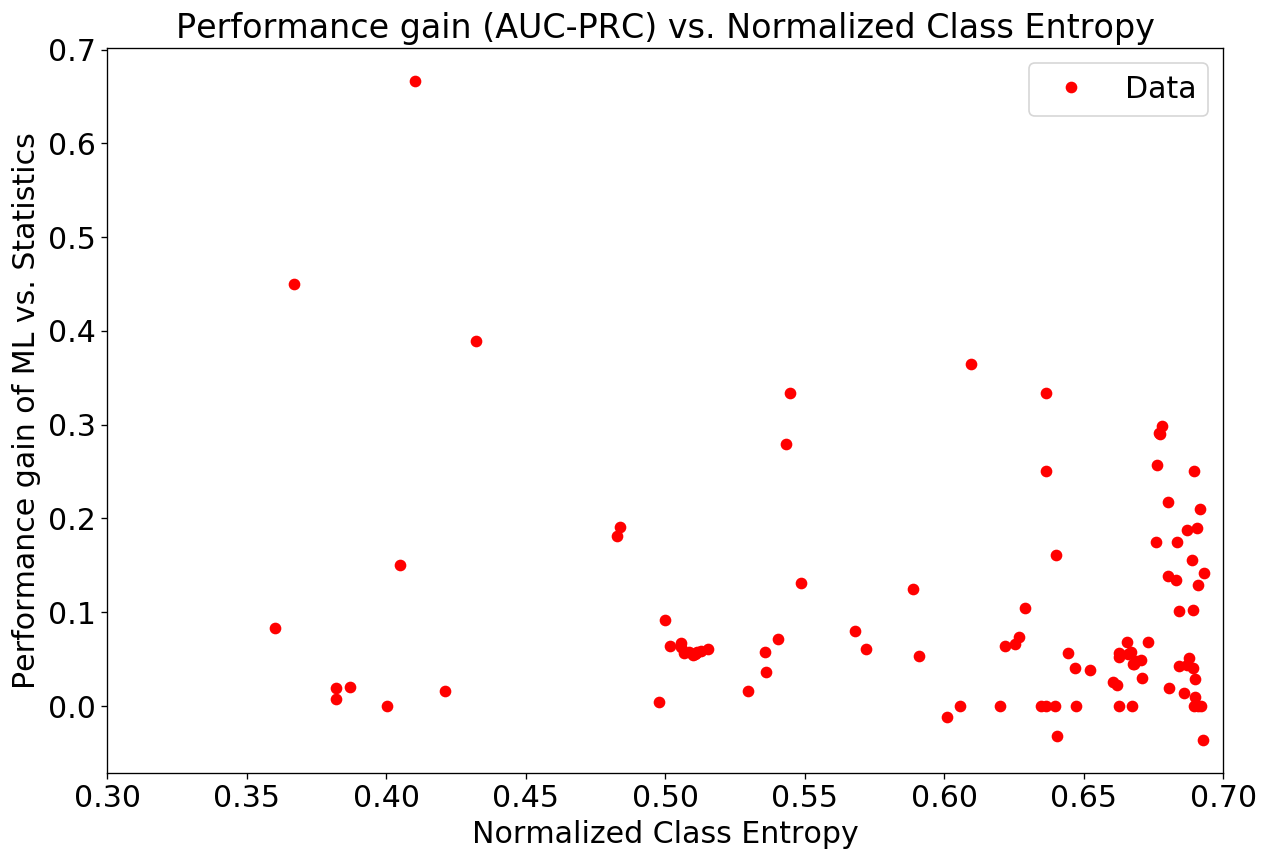 Performance gain (AUC-PRC) vs. Normalized Class Entropy
Data
Performance gain of ML vs. Statistics
0.7
0.6
0.5
0.4
0.3
0.2
0.1
0.0
0.30 0.35 0.40 0.45 0.50 0.55 0.60 0.65 0.70
Normalized Class Entropy